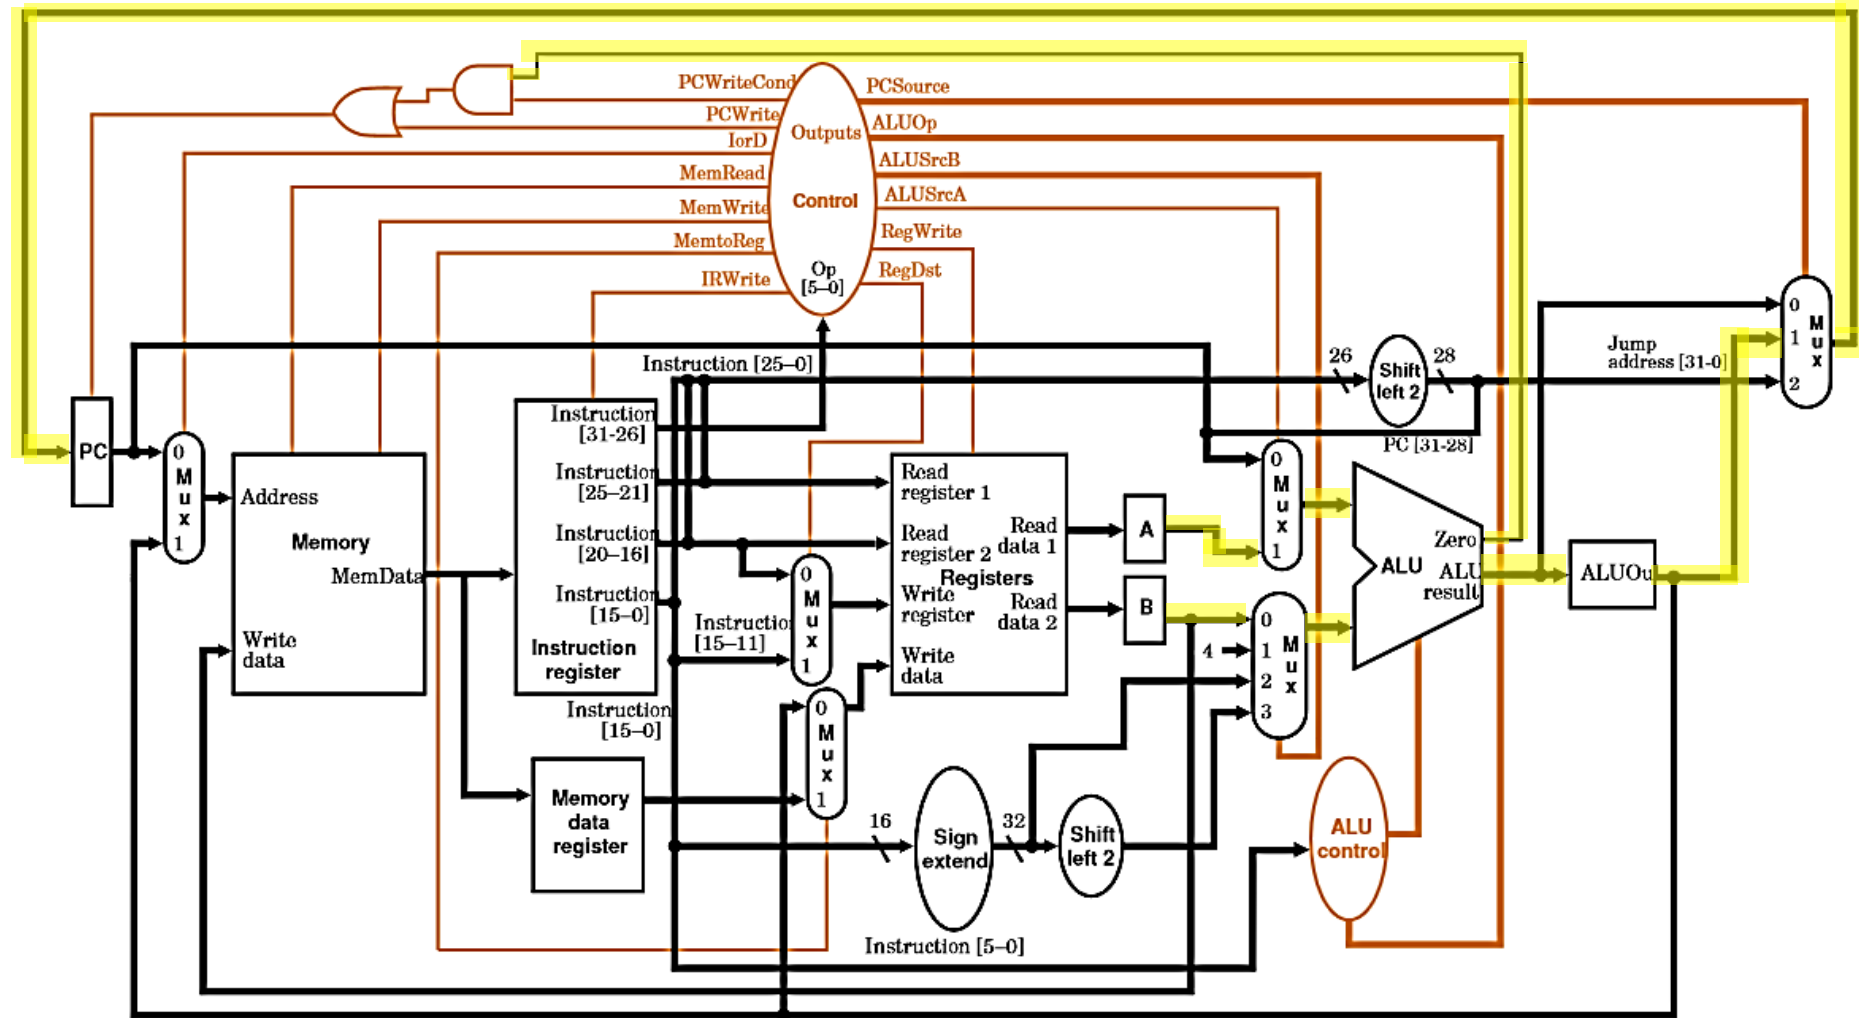 PCWriteCond
PCSource
PCWrite
Outputs
ALUOp
IorD
ALUSrcB
MemRead
Control
ALUSrcA
MemWrite
RegWrite
MemtoReg
Op
[5–0]
RegDst
IRWrite
0
1
2
M
u
x
Jump
address [31-0]
Instruction [25–0]
26
Shift
left 2
28
PC [31-28]
PC
0
M
u
x
1
Address
Memory
MemData
Write
data
Instruction
[31-26]
Instruction
[25–21]
Instruction
[20–16]
Instruction
[15–0]
Instruction
register
Instruction
[15–0]
Instructio
[15–11]
0
M
u
x
1
Read
register 1
Read
register 2
Registers
Write
register
Write
data
Read
data 1
Read
data 2
A
B
0
M
u
x
1
4
0
1
2
3
M
u
x
Zero
ALU
ALU
result
ALUOu
0
M
u
x
1
Memory
data
register
16
Sign
extend
32
Shift
left 2
ALU
control
Instruction [5–0]